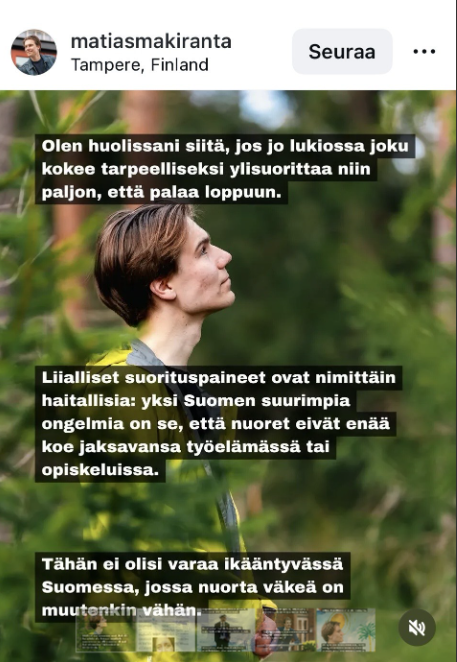 matiasmakiranta
Tampere, Finland
Seuraa
Olen huolissani siitä, jos jo lukiossa joku
kokee tarpeelliseksi ylisuorittaa niin
paljon, että palaa loppuun.
Liialliset suorituspaineet ovat nimittäin
haitallisia: yksi Suomen suurimpia
ongelmia on se, että nuoret eivät enää
koe jaksavansa työelämässä tai
opiskeluissa.
Tähän ei olisi varaa ikääntyvässä
Suomessa, jossa nuorta väkeä on
muutenkin vähän.